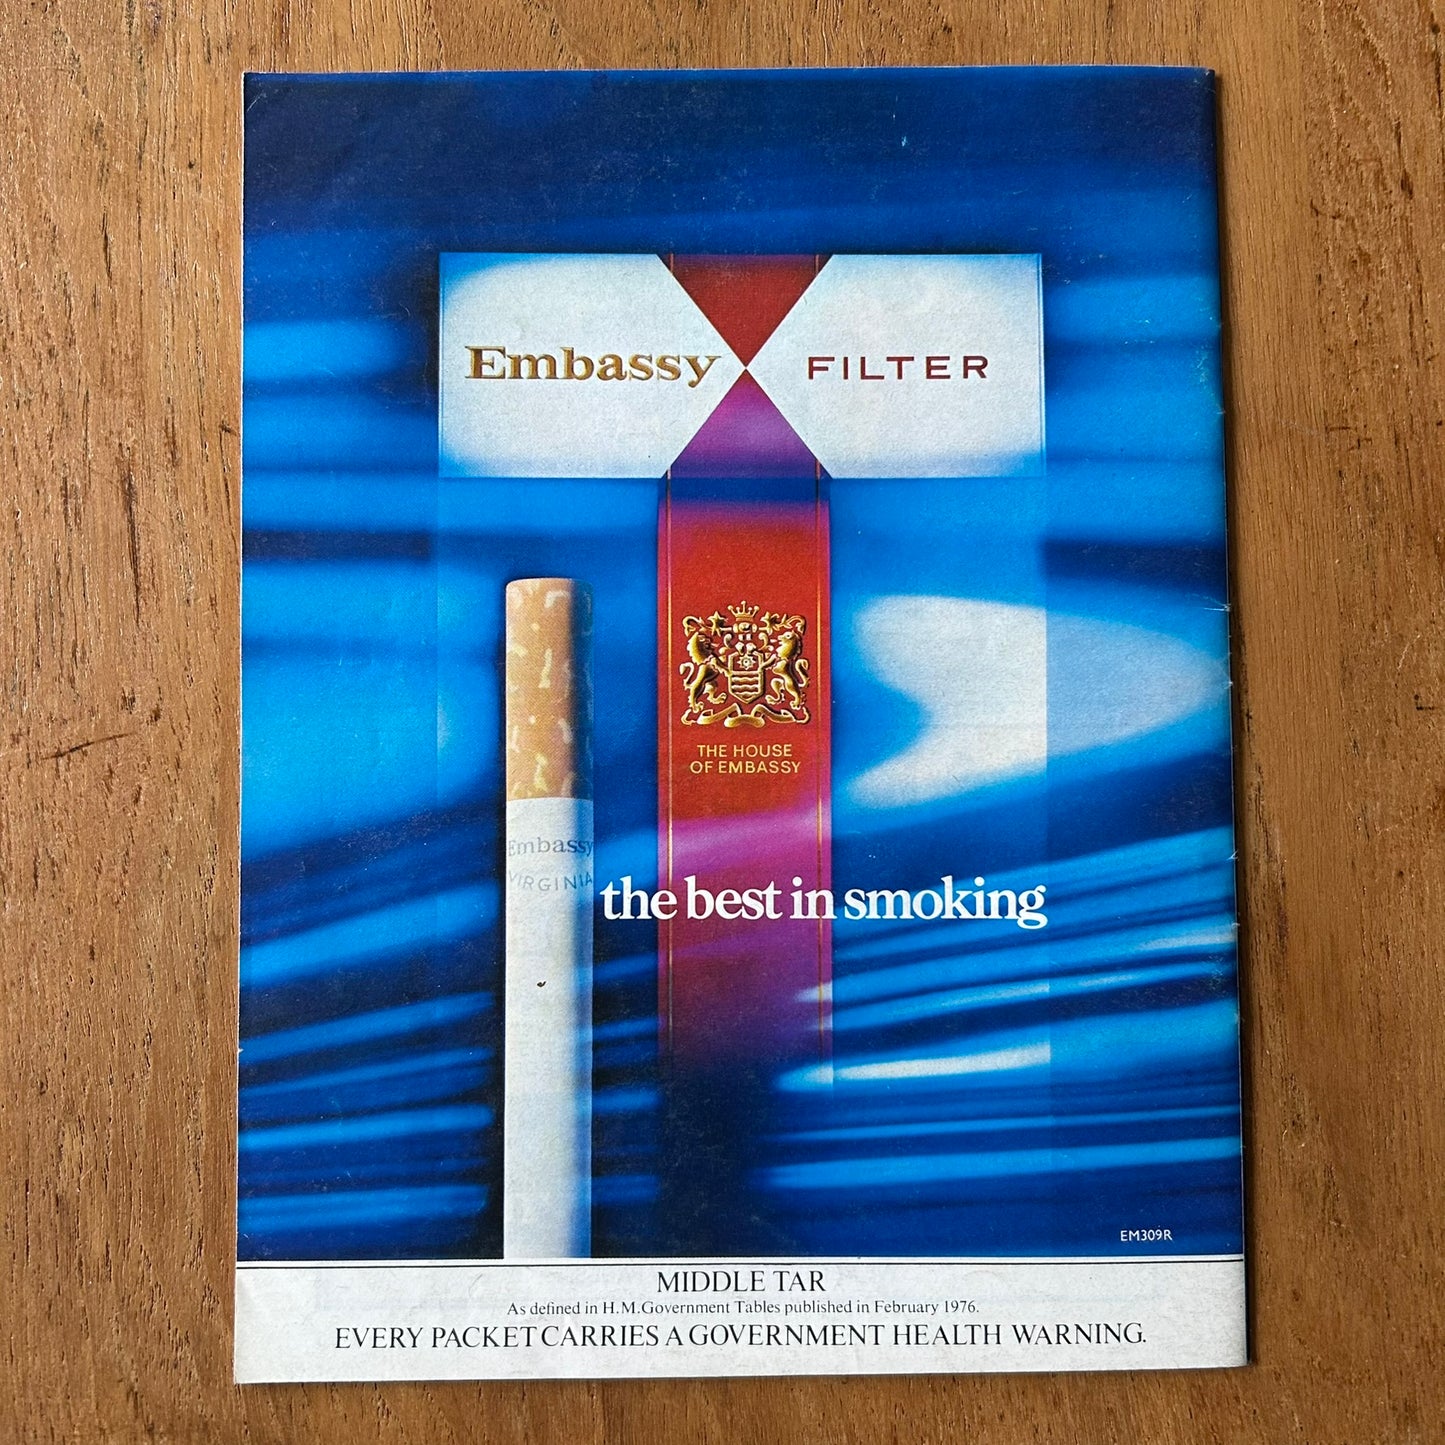 Embassy FILTER
THE HOUSE
OF EMBASSY
Embassy
VIRGINIA
the best in smoking
EM309R
MIDDLE TAR
As defined in H.M.Government Tables published in February 1976.
EVERY PACKET CARRIES A GOVERNMENT HEALTH WARNING.